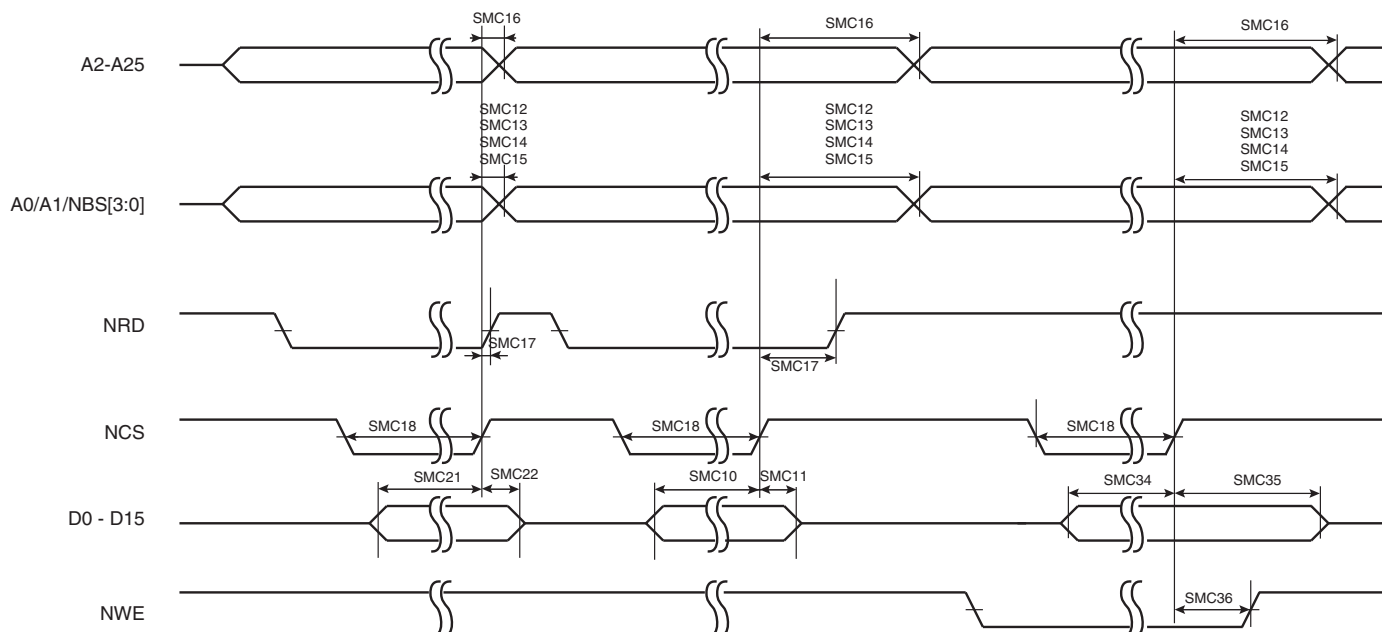 SMC16
SMC16
SMC16
A2-A25
SMC12
SMC13
SMC14
SMC15
SMC12
SMC13
SMC14
SMC15
SMC12
SMC13
SMC14
SMC15
A0/A1/NBS[3:0]
NRD
SMC17
SMC17
NCS
SMC18
SMC18
SMC18
SMC21
SMC22
SMC10
SMC11
SMC34
SMC35
D0 - D15
NWE
SMC36